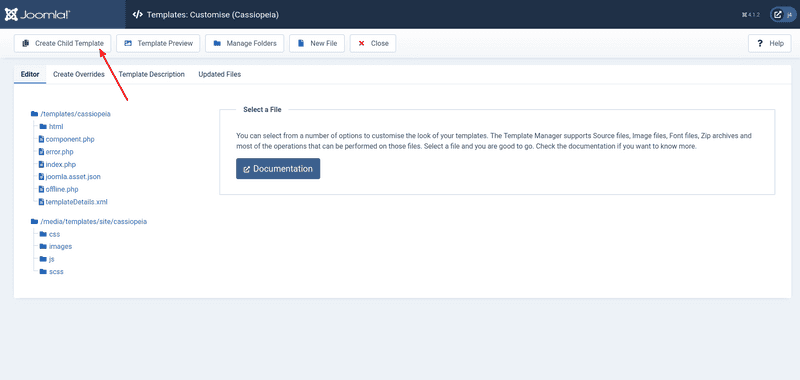 Joomla!® Templates: Customise (Cassiopeia) 4.1.2 j4
Create Child Template Template Preview Manage Folders New File Close ? Help
Editor Create Overrides Template Description Updated Files
/templates/cassiopeia
html
component.php
error.php
index.php
joomla.asset.json
offline.php
templateDetails.xml
/media/templates/site/cassiopeia
css
images
js
scss
Select a File
You can select from a number of options to customise the look of your templates. The Template Manager supports Source files, Image files, Font files, Zip archives and
most of the operations that can be performed on those files. Select a file and you are good to go. Check the documentation if you want to know more.
Documentation